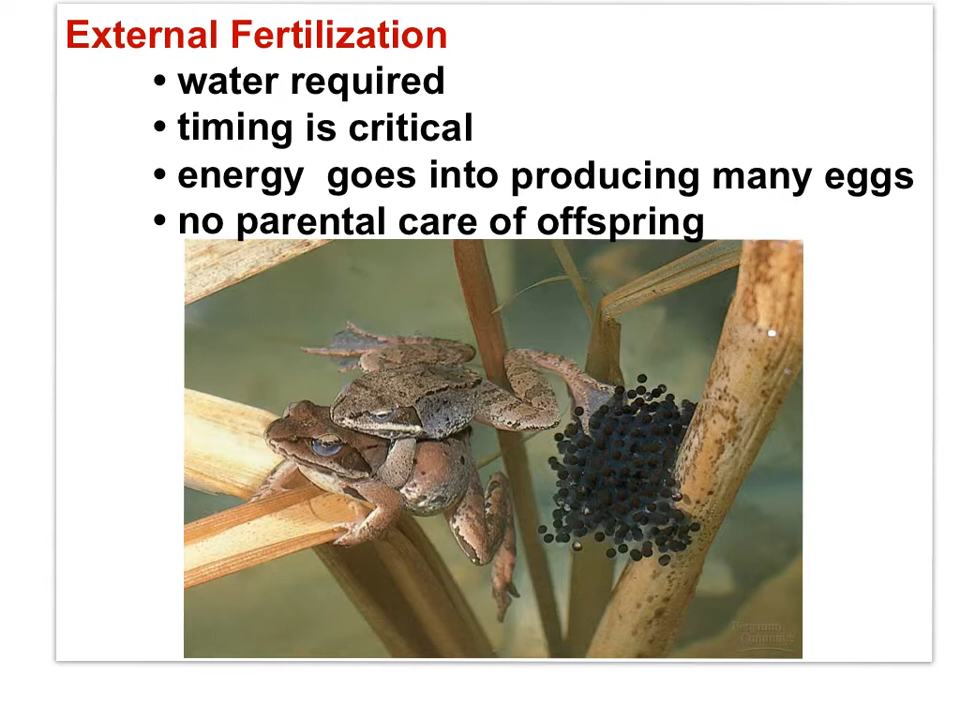 External Fertilization
• water required
• timing is critical
• energy goes into producing many eggs
• no parental care of offspring